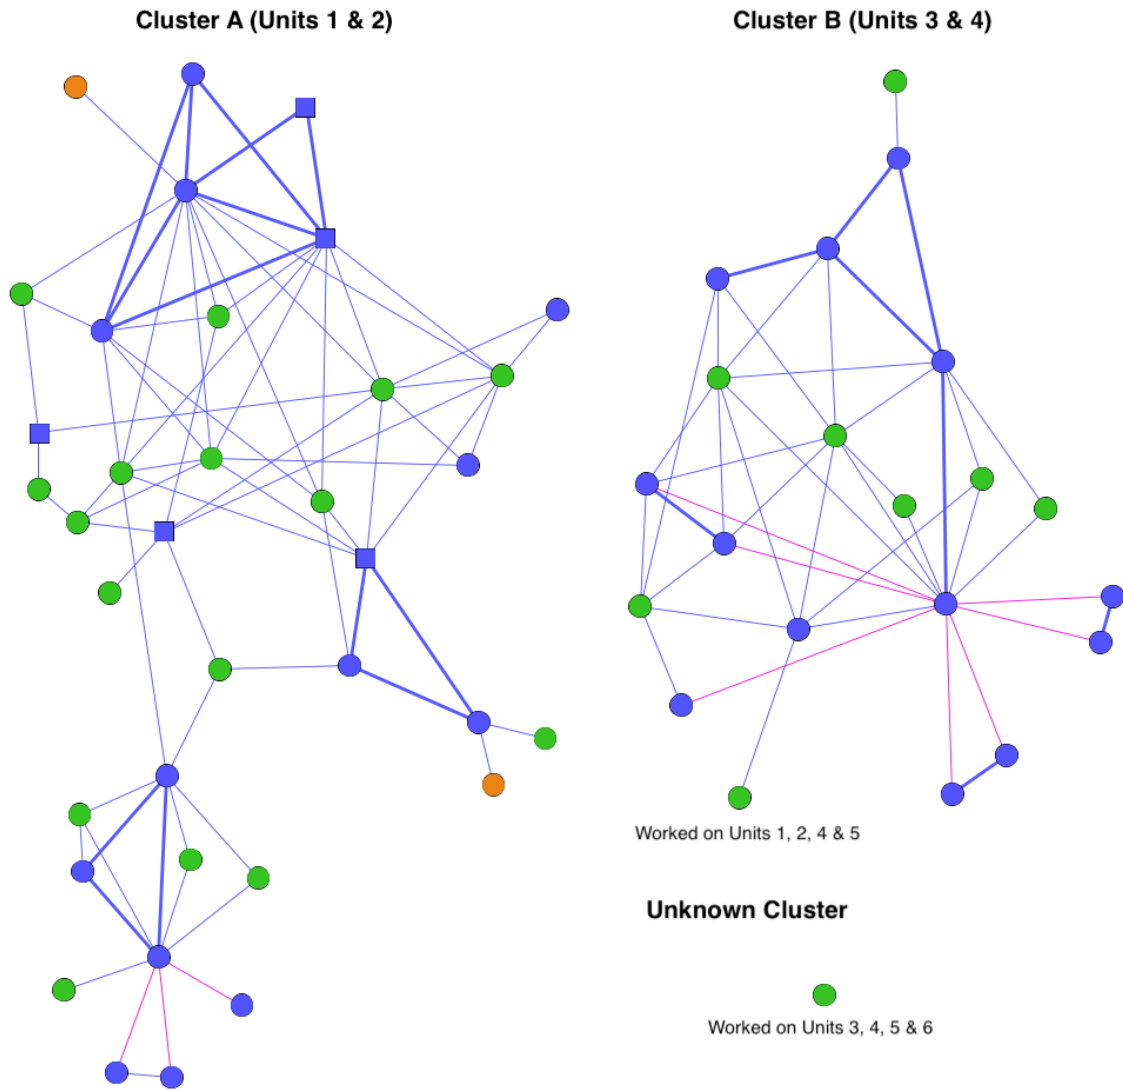 Cluster A (Units 1 & 2)
Cluster B (Units 3 & 4)
Worked on Units 1, 2, 4 & 5
Unknown Cluster
Worked on Units 3, 4, 5 & 6